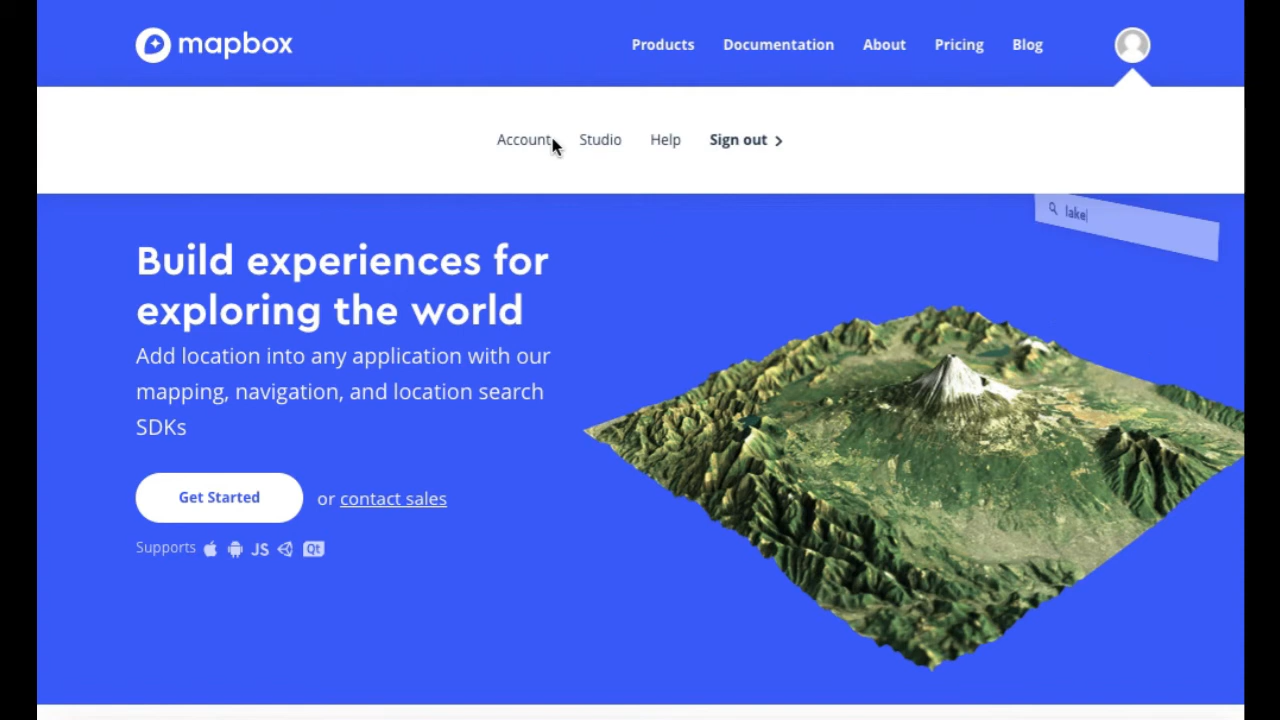 mapbox
Products Documentation About Pricing Blog
Account Studio Help Sign out
lake
Build experiences for
exploring the world
Add location into any application with our
mapping, navigation, and location search
SDKs
Get Started or contact sales
Supports JS Qt